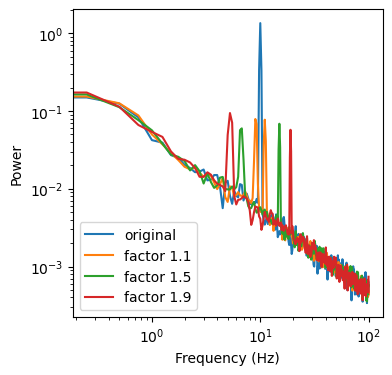 10⁰
10⁻¹
10⁻²
10⁻³
Power
original
factor 1.1
factor 1.5
factor 1.9
10⁰
10¹
10²
Frequency (Hz)